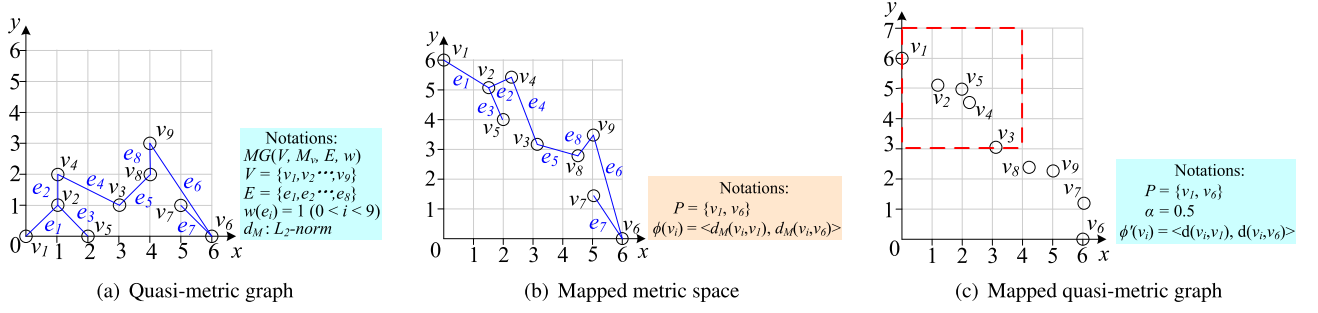 y
6
5
4
3
2
1
0
1 2 3 4 5 6
x
v1
v2
v3
v4
v5
v6
v7
v8
v9
e1
e2
e3
e4
e5
e6
e7
e8
Notations:
MG(V, Mv, E, w)
V = {v1,v2···,v9}
E = {e1,e2···,e8}
w(ei) = 1 (0 < i < 9)
dM : L2-norm
(a) Quasi-metric graph
y
6
5
4
3
2
1
0
1 2 3 4 5 6
x
v1
v2
v4
v5
v3
v8
v9
v7
v6
e1
e2
e3
e4
e5
e8
e6
e7
Notations:
P = {v1, v6}
ϕ(vi) = <dM(vi,v1), dM(vi,v6)>
(b) Mapped metric space
y
7
6
5
4
3
2
1
0
1 2 3 4 5 6
x
v1
v2
v5
v4
v3
v8
v9
v7
v6
Notations:
P = {v1, v6}
α = 0.5
ϕ'(vi) = <d(vi,v1), d(vi,v6)>
(c) Mapped quasi-metric graph